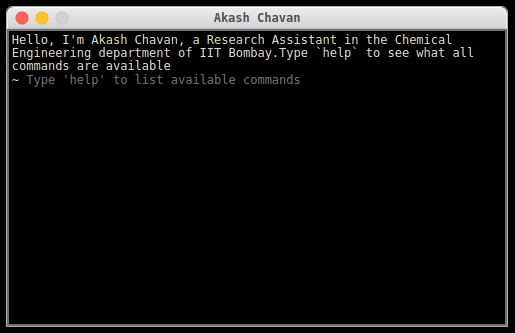 Akash Chavan
Hello, I'm Akash Chavan, a Research Assistant in the Chemical
Engineering department of IIT Bombay.Type `help` to see what all
commands are available
~ Type 'help' to list available commands